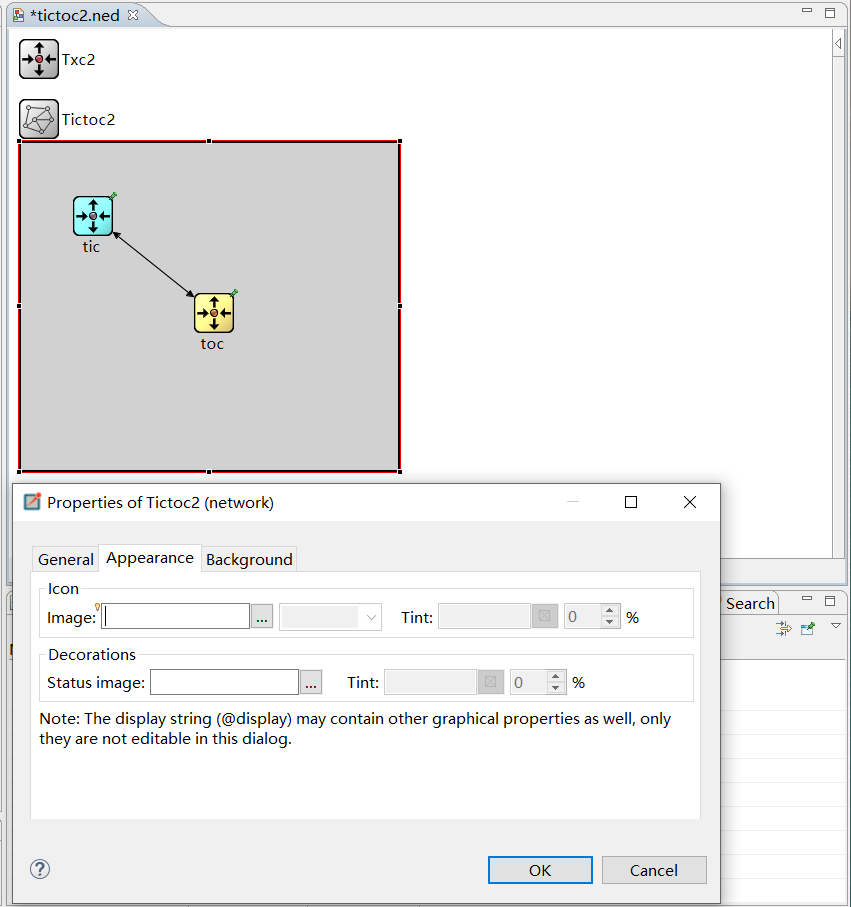 *tictoc2.ned
Txc2
Tictoc2
tic
toc
Properties of Tictoc2 (network)
General Appearance Background
Icon
Image: ... Tint: 0 %
Decorations
Status image: ... Tint: 0 %
Note: The display string (@display) may contain other graphical properties as well, only
they are not editable in this dialog.
? OK Cancel
Search